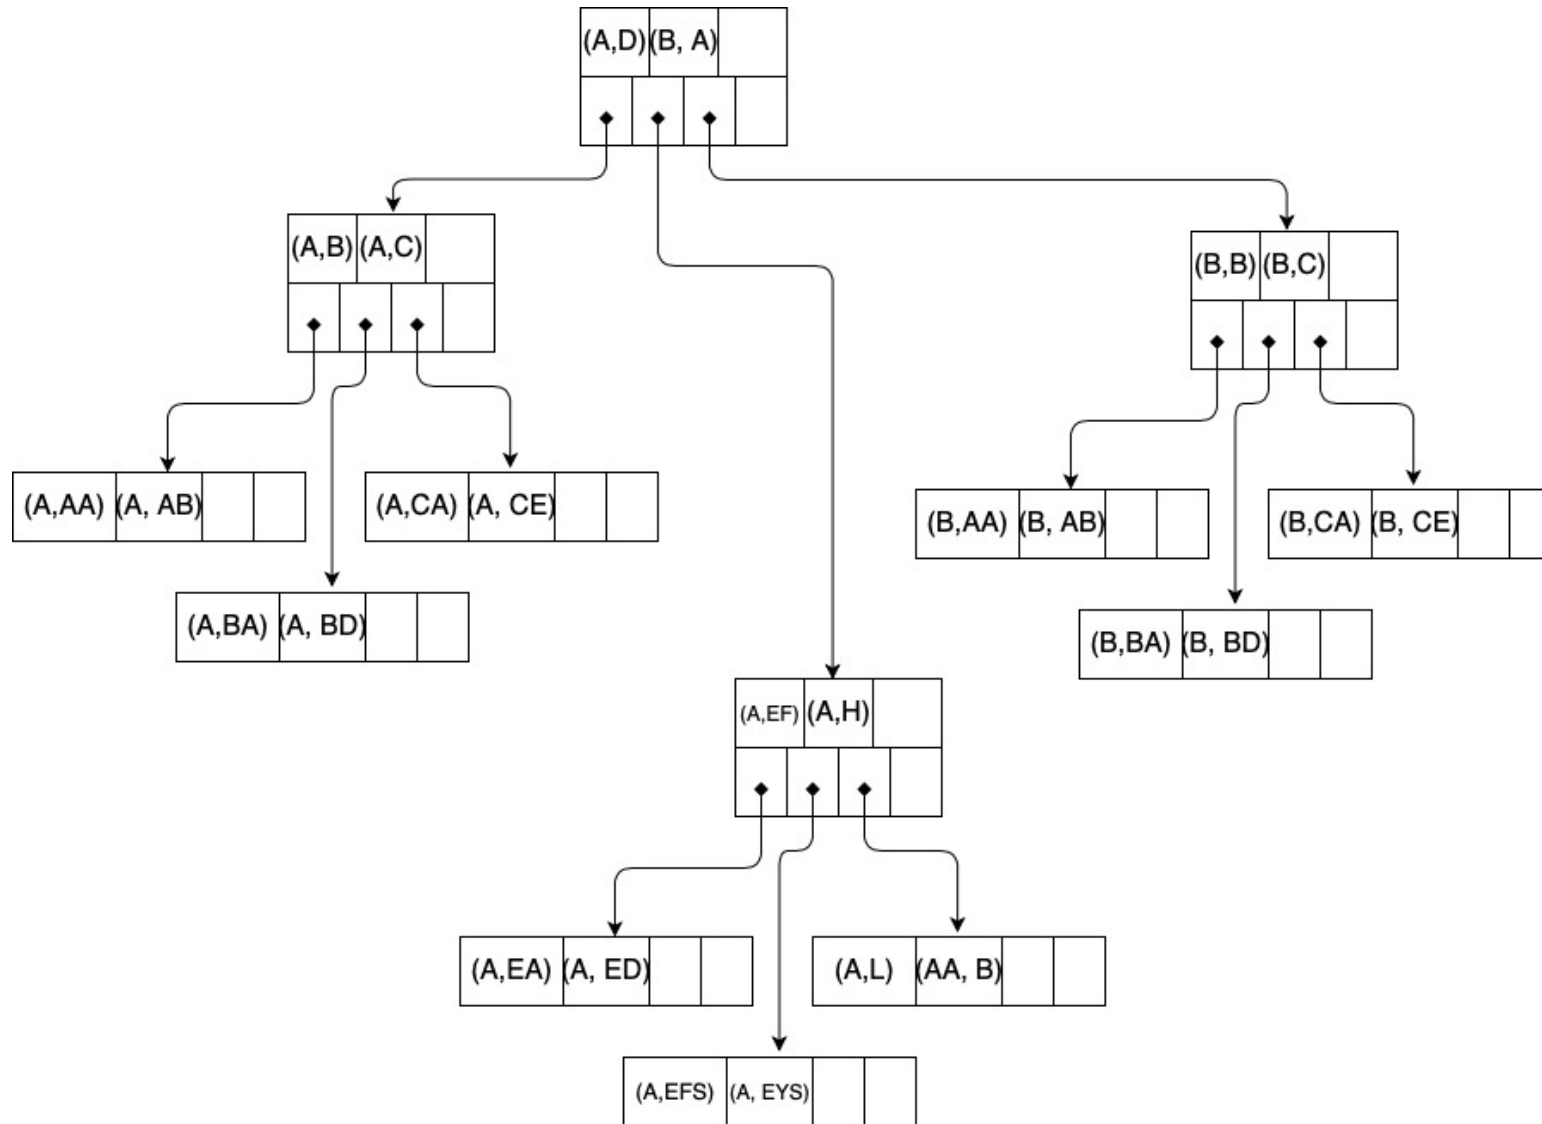 (A,D) (B, A)
(A,B) (A,C)
(B,B) (B,C)
(A,AA) (A, AB)
(A,CA) (A, CE)
(B,AA) (B, AB)
(B,CA) (B, CE)
(A,BA) (A, BD)
(B,BA) (B, BD)
(A,EF) (A,H)
(A,EA) (A, ED)
(A,L) (AA, B)
(A,EFS) (A, EYS)